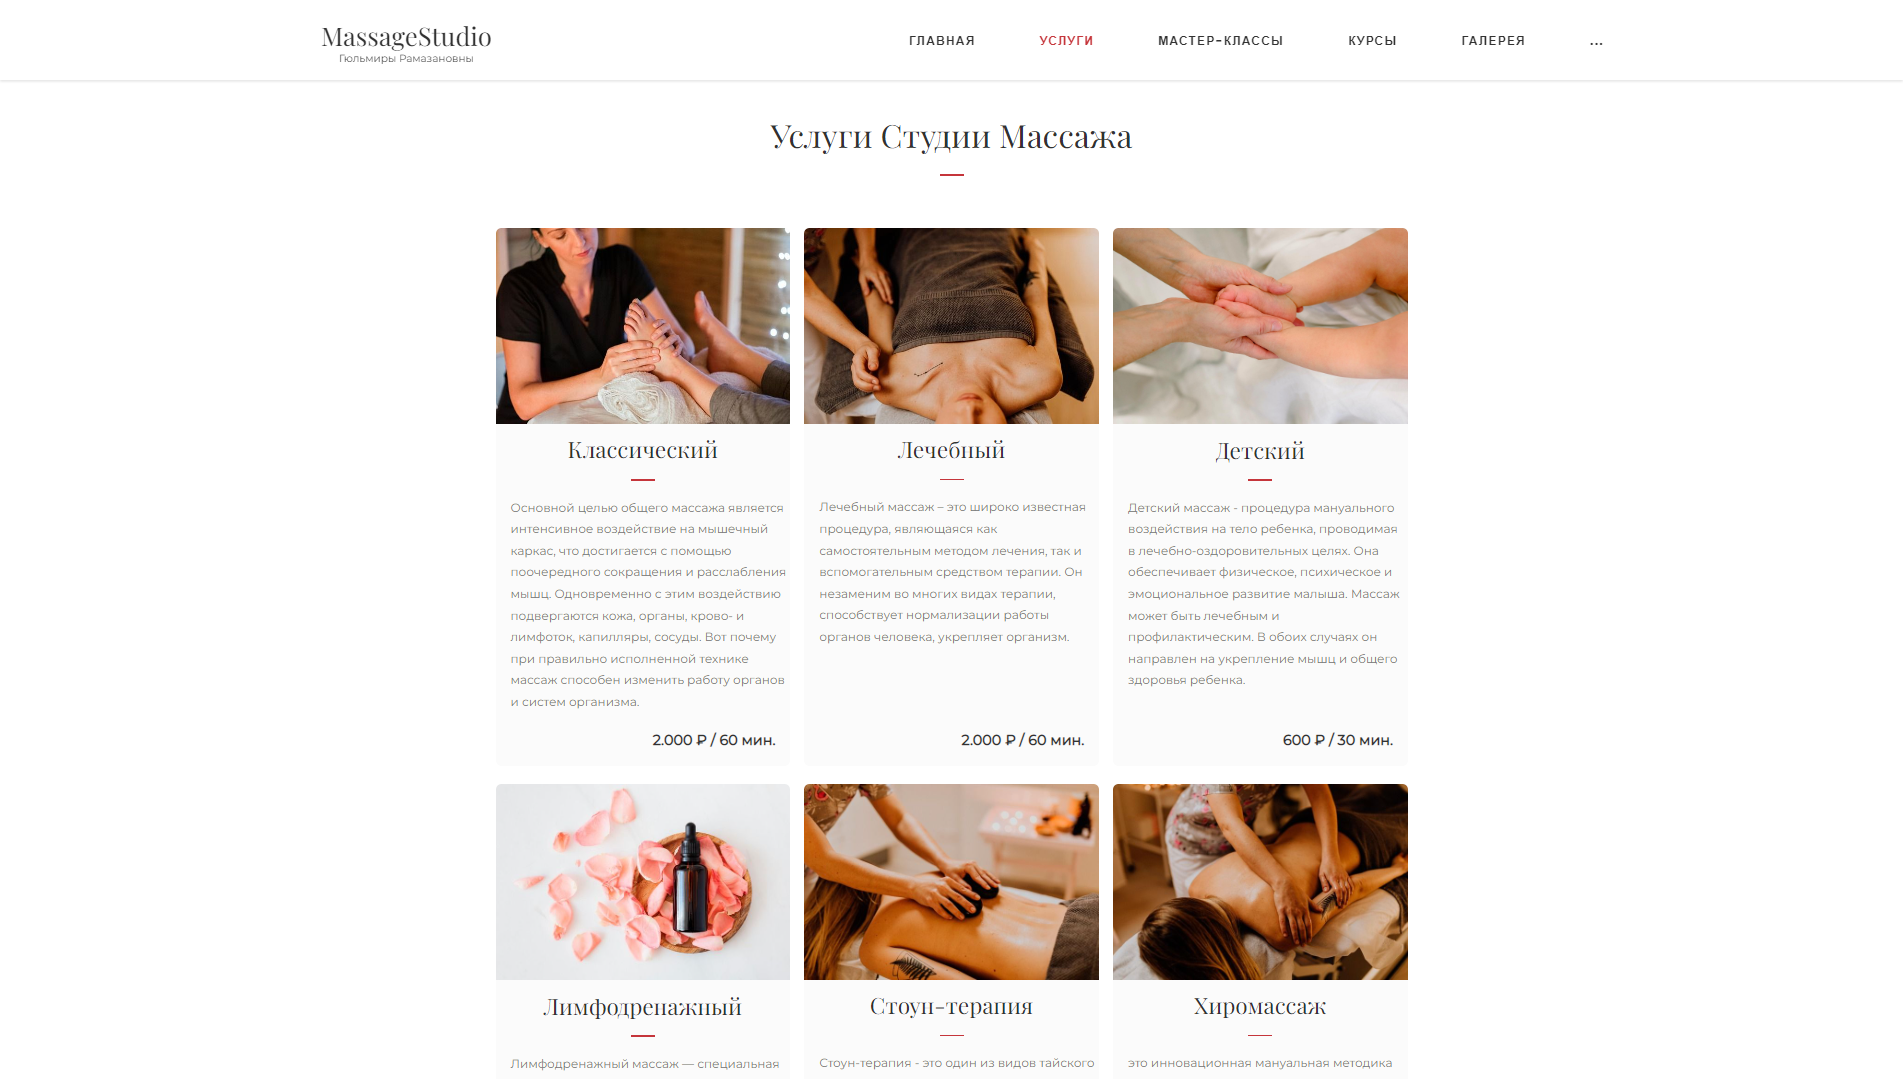 MassageStudio
Гюльмиры Рамазановны
ГЛАВНАЯ
УСЛУГИ
МАСТЕР-КЛАССЫ
КУРСЫ
ГАЛЕРЕЯ
...
Услуги Студии Массажа
Классический
Основной целью общего массажа является
интенсивное воздействие на мышечный
каркас, что достигается с помощью
поочередного сокращения и расслабления
мышц. Одновременно с этим воздействию
подвергаются кожа, органы, крово- и
лимфоток, капилляры, сосуды. Вот почему
при правильно исполненной технике
массаж способен изменить работу органов
и систем организма.
2.000 ₽ / 60 мин.
Лечебный
Лечебный массаж – это широко известная
процедура, являющаяся как
самостоятельным методом лечения, так и
вспомогательным средством терапии. Он
незаменим во многих видах терапии,
способствует нормализации работы
органов человека, укрепляет организм.
2.000 ₽ / 60 мин.
Детский
Детский массаж - процедура мануального
воздействия на тело ребенка, проводимая
в лечебно-оздоровительных целях. Она
обеспечивает физическое, психическое и
эмоциональное развитие малыша. Массаж
может быть лечебным и
профилактическим. В обоих случаях он
направлен на укрепление мышц и общего
здоровья ребенка.
600 ₽ / 30 мин.
Лимфодренажный
Лимфодренажный массаж — специальная
Стоун-терапия
Стоун-терапия - это один из видов тайского
Хиромассаж
это инновационная мануальная методика